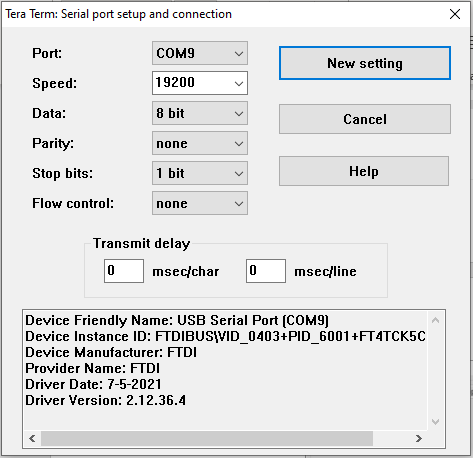 Tera Term: Serial port setup and connection
Port: COM9
New setting
Speed: 19200
Data: 8 bit
Cancel
Parity: none
Stop bits: 1 bit
Help
Flow control: none
Transmit delay
0 msec/char 0 msec/line
Device Friendly Name: USB Serial Port (COM9)
Device Instance ID: FTDIBUS\VID_0403+PID_6001+FT4TCK5C
Device Manufacturer: FTDI
Provider Name: FTDI
Driver Date: 7-5-2021
Driver Version: 2.12.36.4